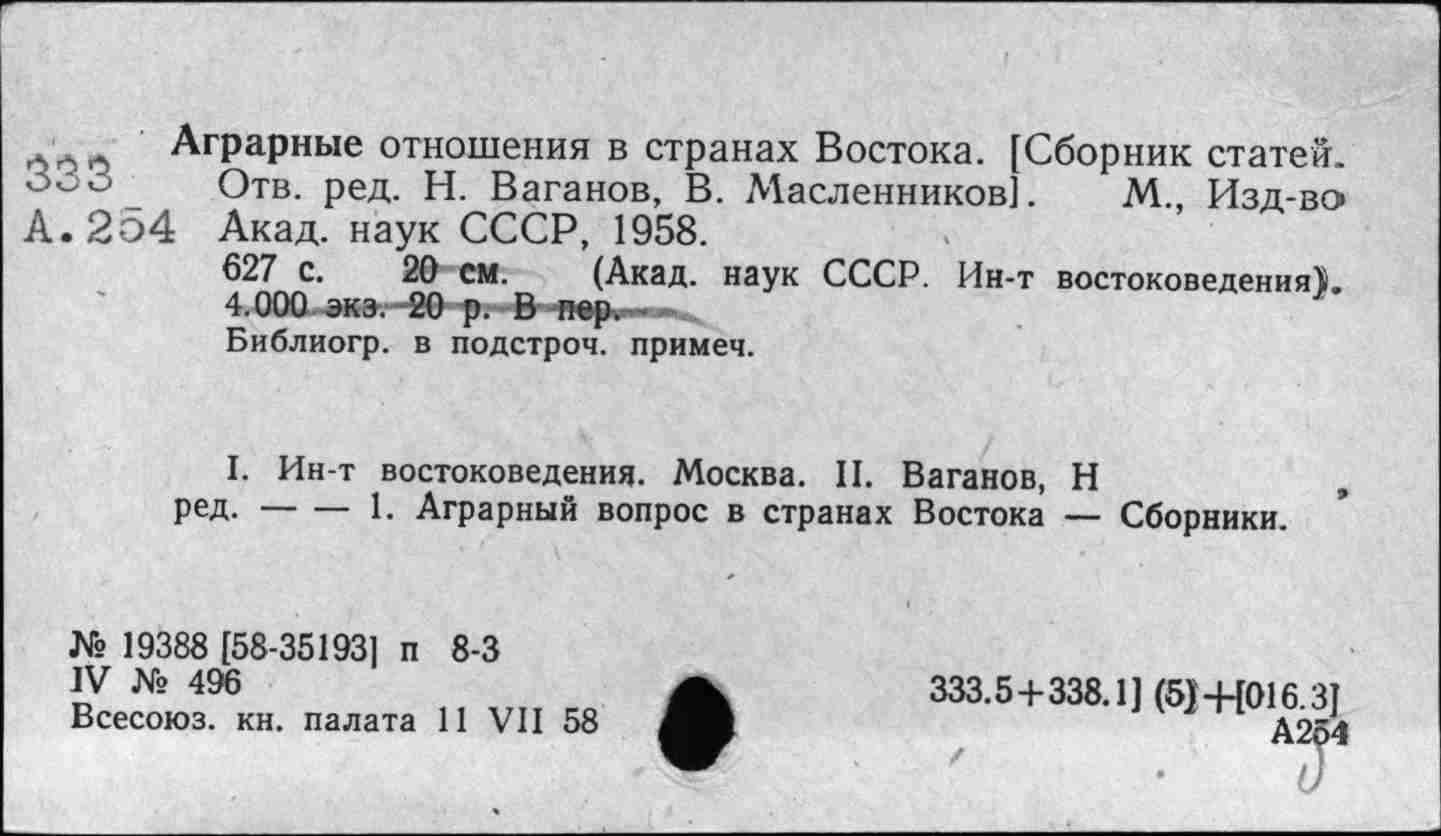 Аграрные отношения в странах Востока. [Сборник статей.
333 Отв. ред. Н. Ваганов, В. Масленников]. М., Изд-во
А.254 Акад. наук СССР, 1958.
627 с. 20 см. (Акад. наук СССР. Ин-т востоковедения).
4.000 экз. 20 р. В пер.
Библиогр. в подстроч. примеч.
I. Ин-т востоковедения. Москва. II. Ваганов, Н ,
ред. — — 1. Аграрный вопрос в странах Востока — Сборники.
№ 19388 [58-35193] п 8-3
IV № 496
Всесоюз. кн. палата 11 VII 58
333.5+338.1] (5)+[016.3]
А254